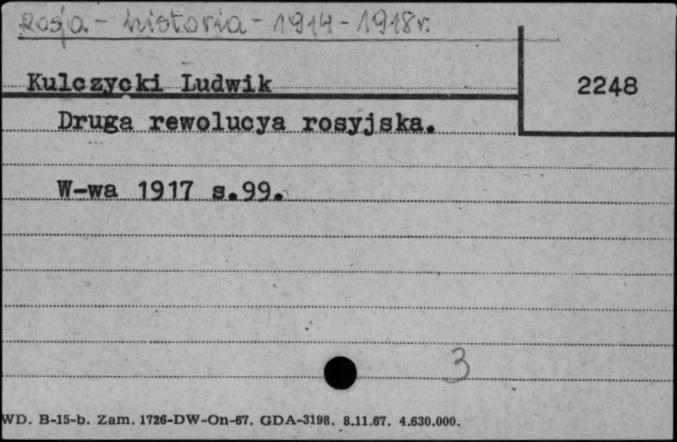 Rosja - historia - 1914 - 1918r.
Kulczycki Ludwik
2248
Druga rewolucya rosyjska.
W-wa 1917 s.99.
3
WD. B-15-b. Zam. 1726-DW-On-67. GDA-3198. 8.11.67. 4.630.000.